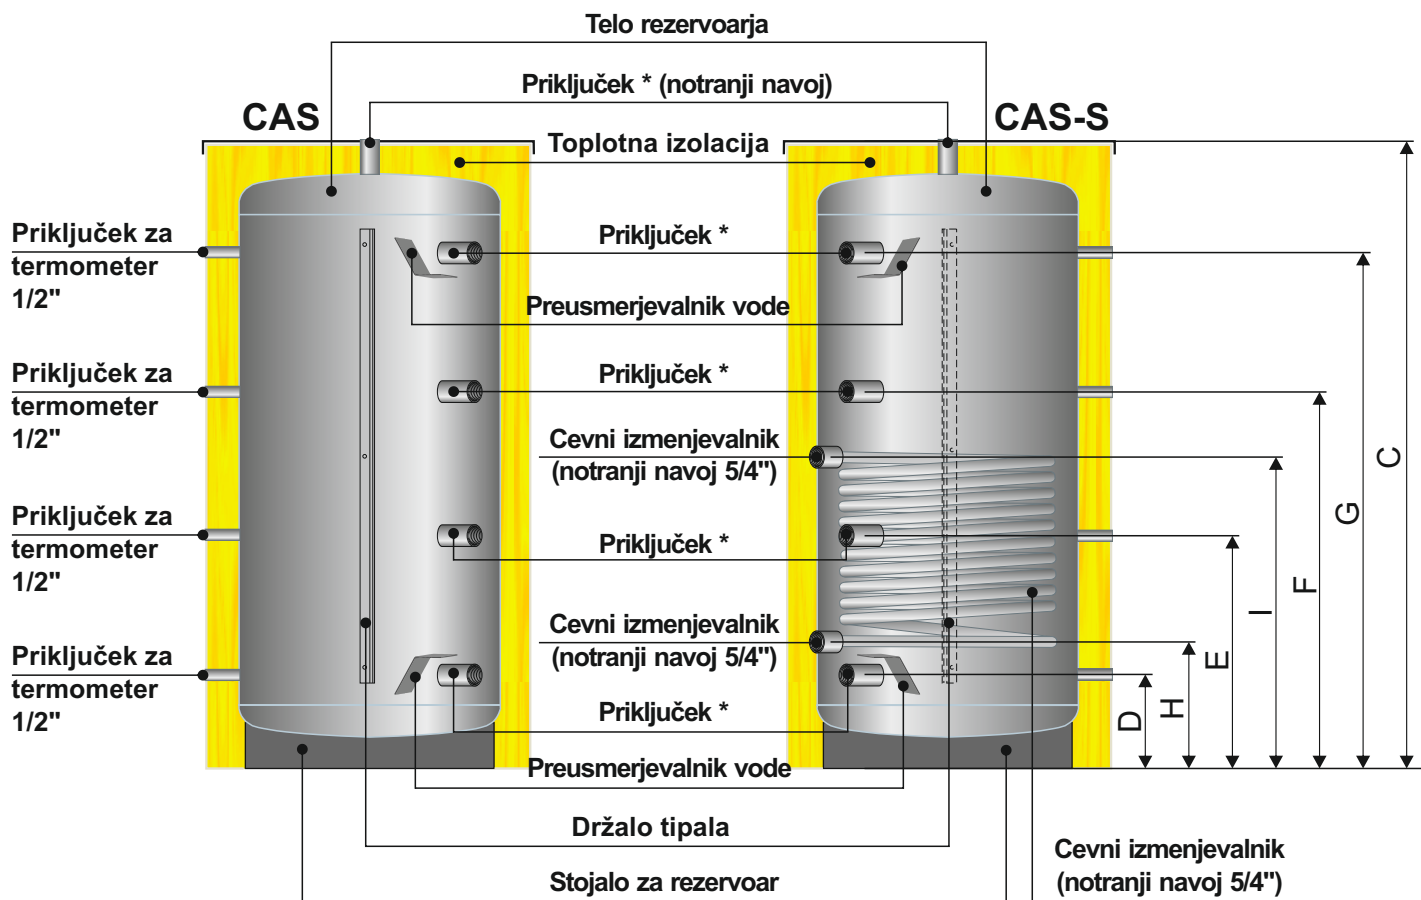 Telo rezervoarja
Priključek * (notranji navoj)
CAS
CAS-S
Toplotna izolacija
Priključek za
termometer
1/2"
Priključek *
Preusmerjevalnik vode
Priključek za
termometer
1/2"
Priključek *
Cevni izmenjevalnik
(notranji navoj 5/4")
Priključek za
termometer
1/2"
Priključek *
Cevni izmenjevalnik
(notranji navoj 5/4")
Priključek za
termometer
1/2"
Priključek *
Preusmerjevalnik vode
Držalo tipala
Stojalo za rezervoar
Cevni izmenjevalnik
(notranji navoj 5/4")
D
H
E
I
F
G
C